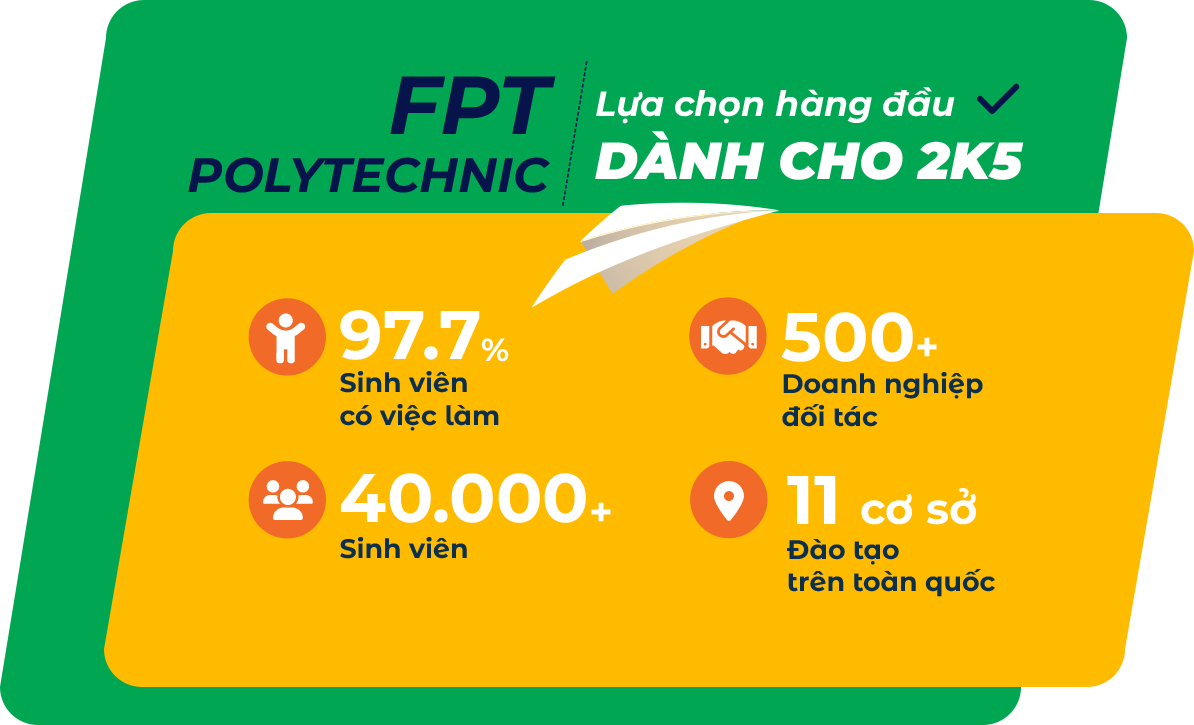 FPT
POLYTECHNIC
Lựa chọn hàng đầu
DÀNH CHO 2K5
97.7%
Sinh viên
có việc làm
500+
Doanh nghiệp
đối tác
40.000+
Sinh viên
11 cơ sở
Đào tạo
trên toàn quốc